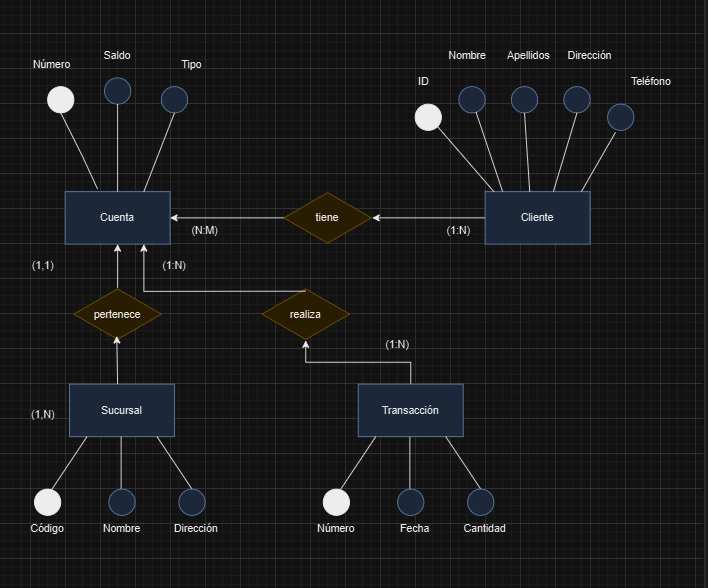 Número
Saldo
Tipo
ID
Nombre
Apellidos
Dirección
Teléfono
Cuenta
(N:M)
tiene
(1:N)
Cliente
(1,1)
(1:N)
pertenece
realiza
(1:N)
(1,N)
Sucursal
Transacción
Código
Nombre
Dirección
Número
Fecha
Cantidad